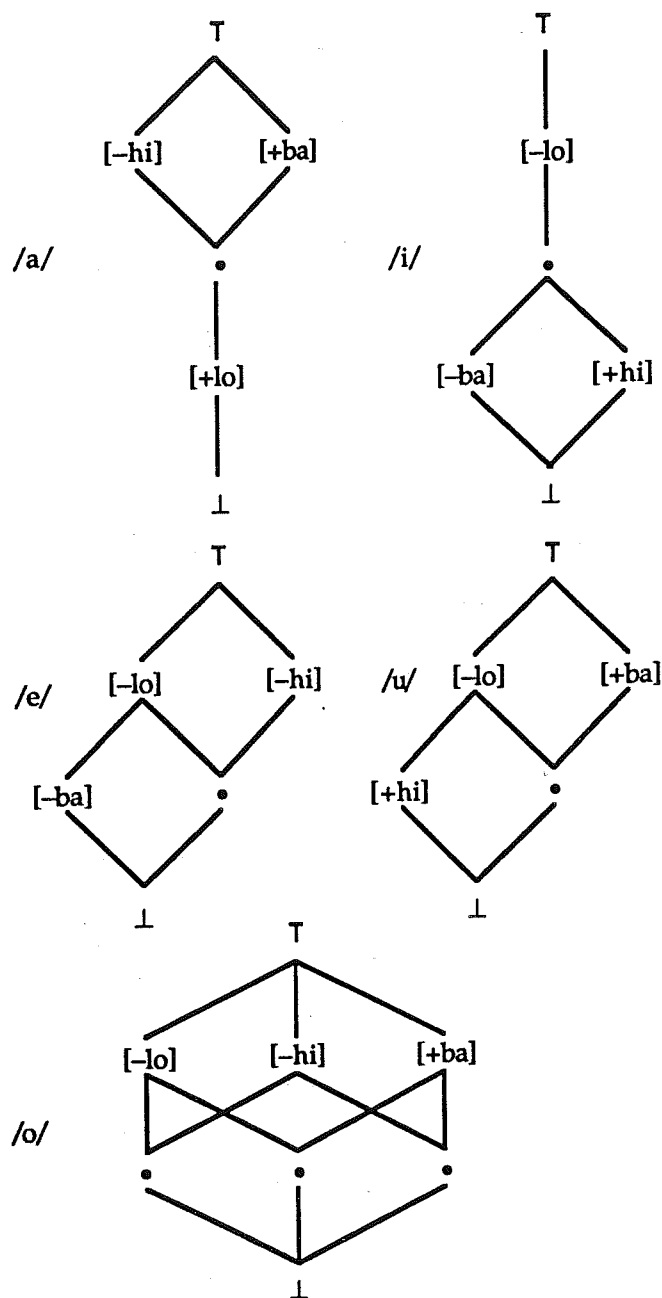 ⊤ ⊤
[−hi] [+ba] [−lo]
/a/ • /i/ •
[+lo] [−ba] [+hi]
⊥ ⊥
⊤ ⊤
/e/ [−lo] [−hi] /u/ [−lo] [+ba]
[−ba] • [+hi] •
⊥ ⊥
⊤
[−lo] [−hi] [+ba]
/o/
• • •
⊥